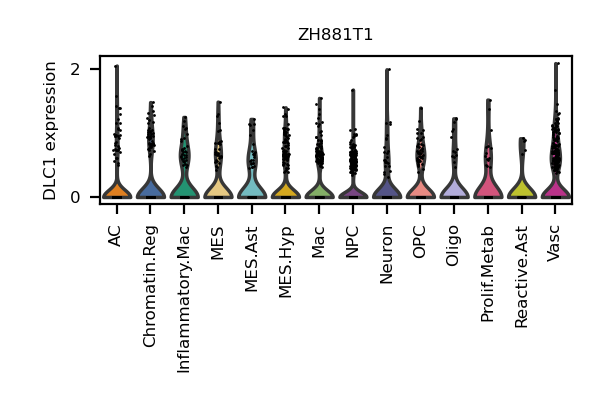 ZH881T1
DLC1 expression
2
0
AC
Chromatin.Reg
Inflammatory.Mac
MES
MES.Ast
MES.Hyp
Mac
NPC
Neuron
OPC
Oligo
Prolif.Metab
Reactive.Ast
Vasc